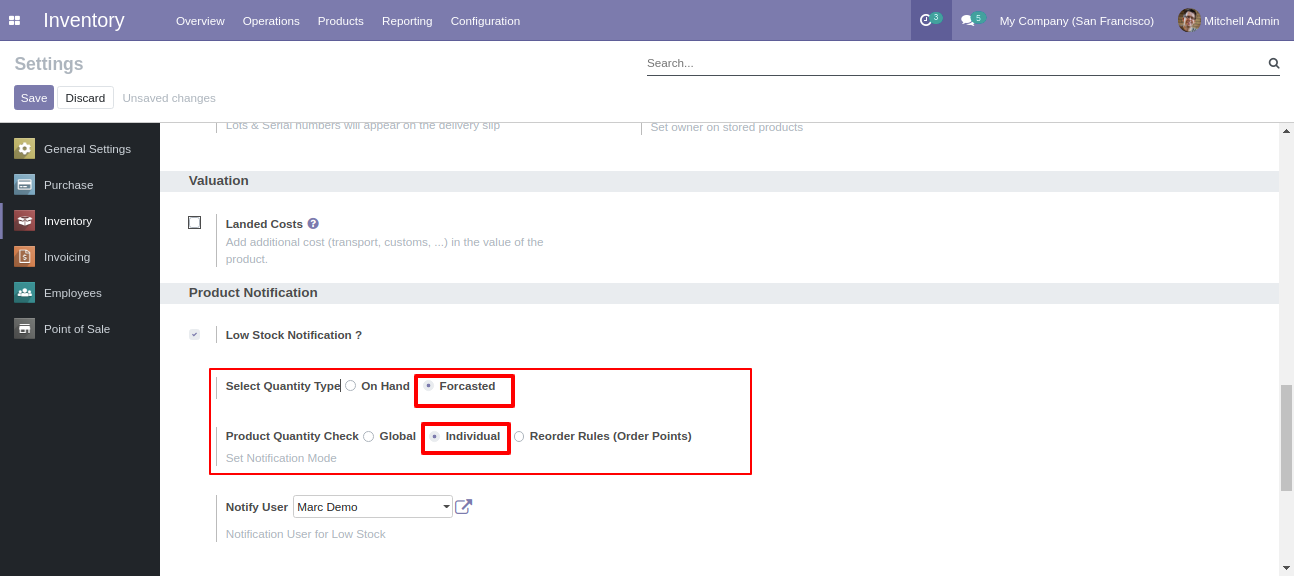 Inventory Overview Operations Products Reporting Configuration 3 5 My Company (San Francisco) Mitchell Admin
Settings
Search...
Save Discard Unsaved changes
Lots & Serial numbers will appear on the delivery slip
Set owner on stored products
General Settings
Purchase
Inventory
Invoicing
Employees
Point of Sale
Valuation
Landed Costs ?
Add additional cost (transport, customs, ...) in the value of the
product.
Product Notification
Low Stock Notification ?
Select Quantity Type On Hand Forcasted
Product Quantity Check Global Individual Reorder Rules (Order Points)
Set Notification Mode
Notify User Marc Demo
Notification User for Low Stock